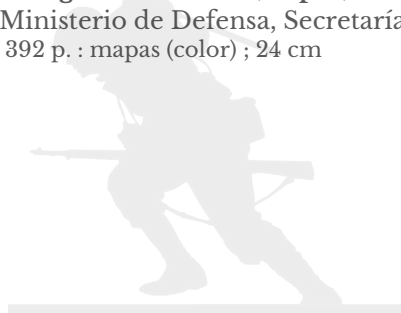 Ministerio de Defensa, Secretaría
392 p. : mapas (color) ; 24 cm